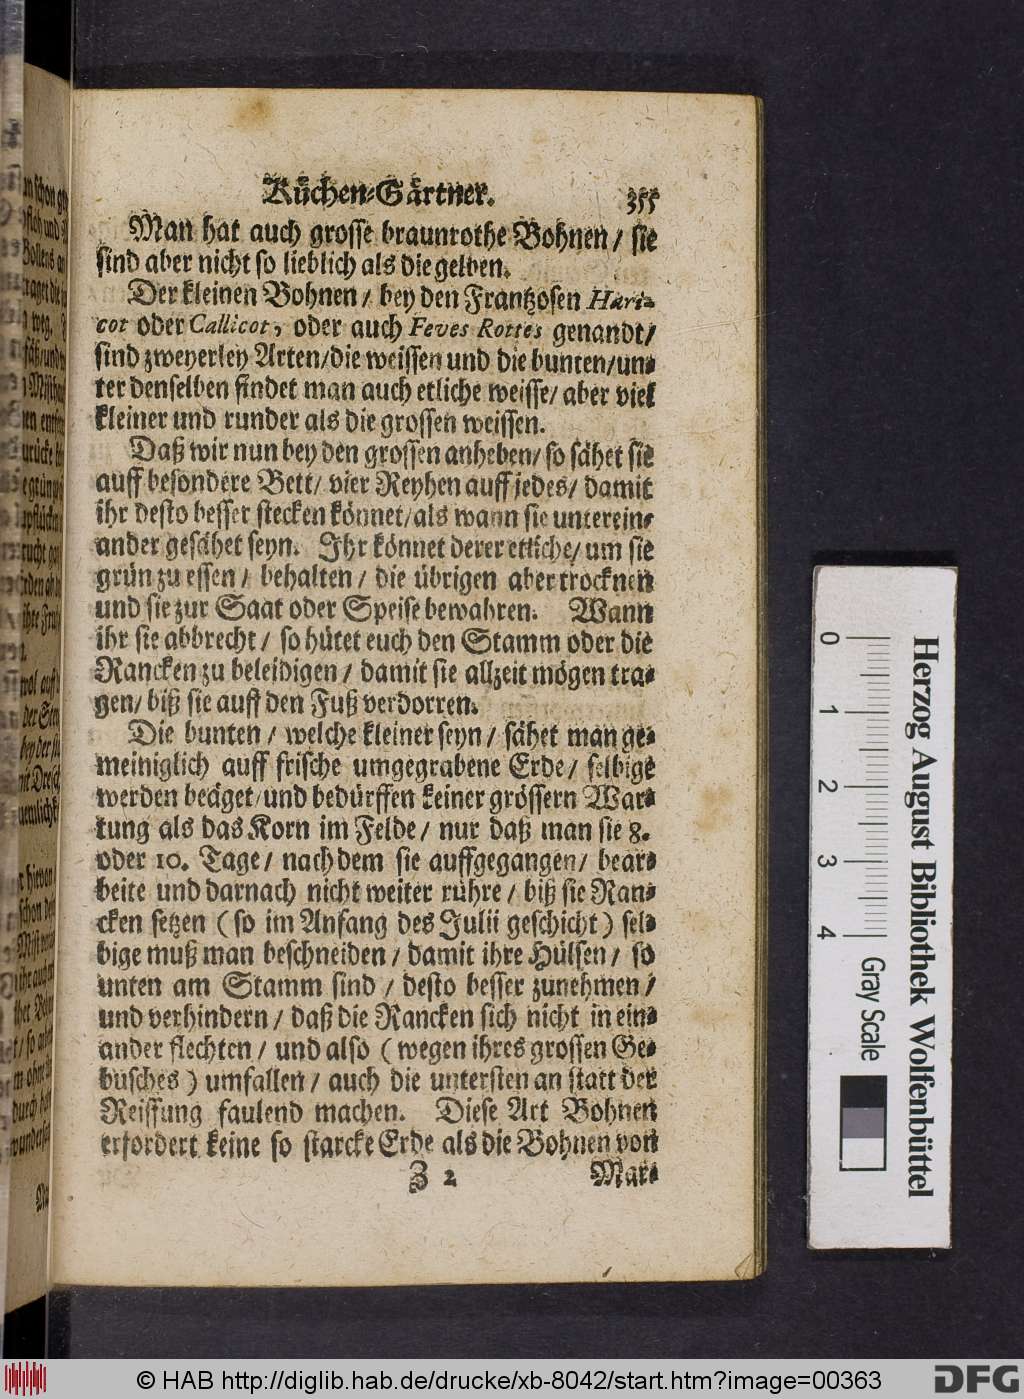 Küchen-Gärtner. 355
Man hat auch grosse braunrothe Bohnen / sie
sind aber nicht so lieblich als die gelben.
Der kleinen Bohnen / bey den Frantzosen Hari-
cot oder Callicot, oder auch Feves Rottes genandt /
sind zweyerley Arten / die weissen und die bunten / un-
ter denselben findet man auch etliche weisse / aber viel
kleiner und runder als die grossen weissen.
Daß wir nun bey den grossen anheben / so sähet sie
auff besondere Bett / vier Reyhen auff jedes / damit
ihr desto besser stecken könnet / als wann sie unterein-
ander gesähet seyn. Ihr könnet derer etliche / um sie
grün zu essen / behalten / die übrigen aber trocknen
und sie zur Saat oder Speise bewahren. Wann
ihr sie abbrecht / so hütet euch den Stamm oder die
Rancken zu beleidigen / damit sie allzeit mögen tra-
gen / biß sie auff den Fuß verdorren.
Die bunten / welche kleiner seyn / sähet man ge-
meiniglich auff frische umgegrabene Erde / selbige
werden beäget / und bedürffen keiner grössern War-
tung als das Korn im Felde / nur daß man sie 8.
oder 10. Tage / nach dem sie auffgegangen / bear-
beite und darnach nicht weiter rühre / biß sie Ran-
cken setzen ( so im Anfang des Julii geschicht ) sel-
bige muß man beschneiden / damit ihre Hülsen / so
unten am Stamm sind / desto besser zunehmen /
und verhindern / daß die Rancken sich nicht in ein-
ander flechten / und also ( wegen ihres grossen Ge-
büsches ) umfallen / auch die untersten an statt der
Reiffung faulend machen. Diese Art Bohnen
erfordert keine so starcke Erde als die Bohnen von
Z 2 Mar-
0 1 2 3 4 Gray Scale
Herzog August Bibliothek Wolfenbüttel
© HAB http://diglib.hab.de/drucke/xb-8042/start.htm?image=00363
DFG